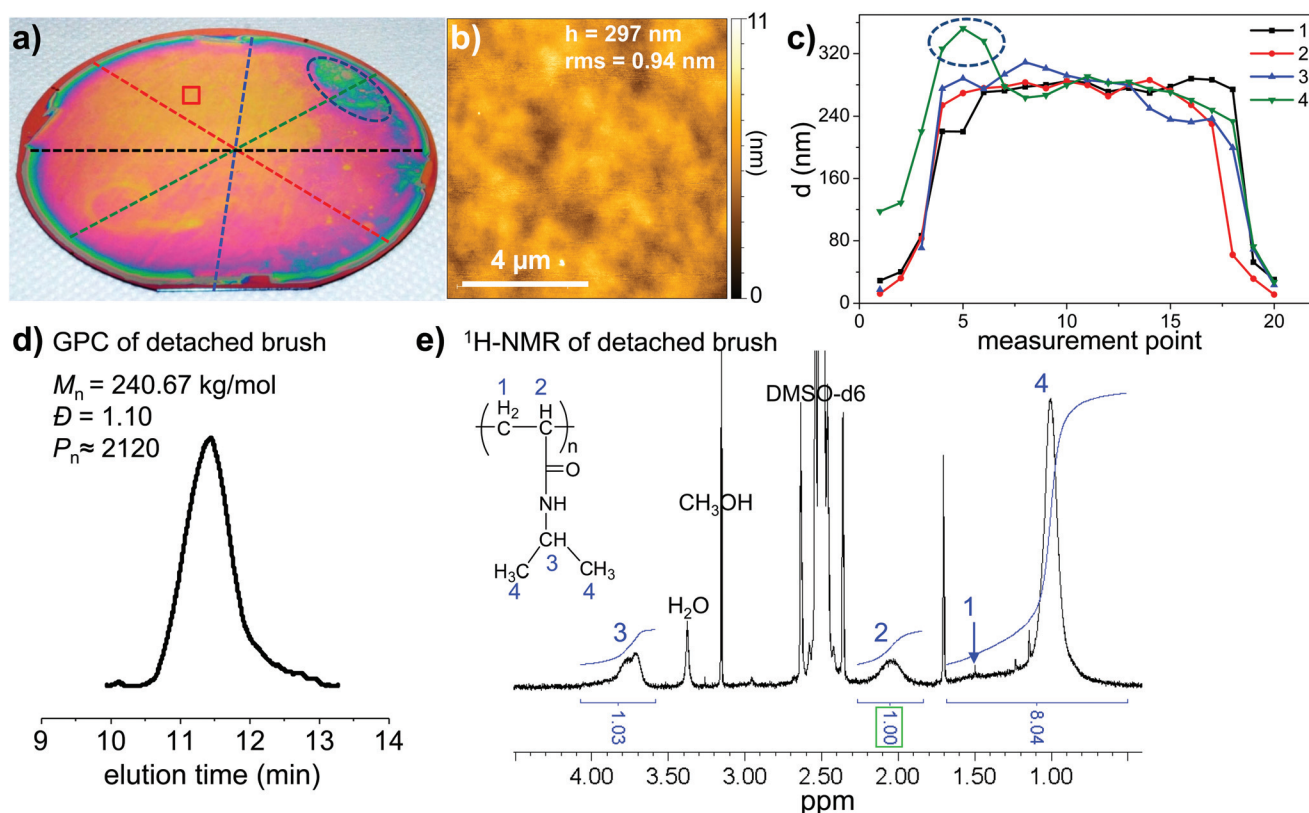 a)
b)
h = 297 nm
rms = 0.94 nm
4 µm
11
(nm)
0
c)
d (nm)
320
240
160
80
0
0
5
10
15
20
measurement point
1
2
3
4
d) GPC of detached brush
Mn = 240.67 kg/mol
Đ = 1.10
Pn ≈ 2120
9
10
11
12
13
14
elution time (min)
e) ¹H-NMR of detached brush
1
2
H₂
H
C
C
n
O
NH
CH
3
H₃C
CH₃
4
4
3
H₂O
CH₃OH
DMSO-d6
2
1
4
1.03
1.00
8.04
4.00
3.50
3.00
2.50
2.00
1.50
1.00
ppm